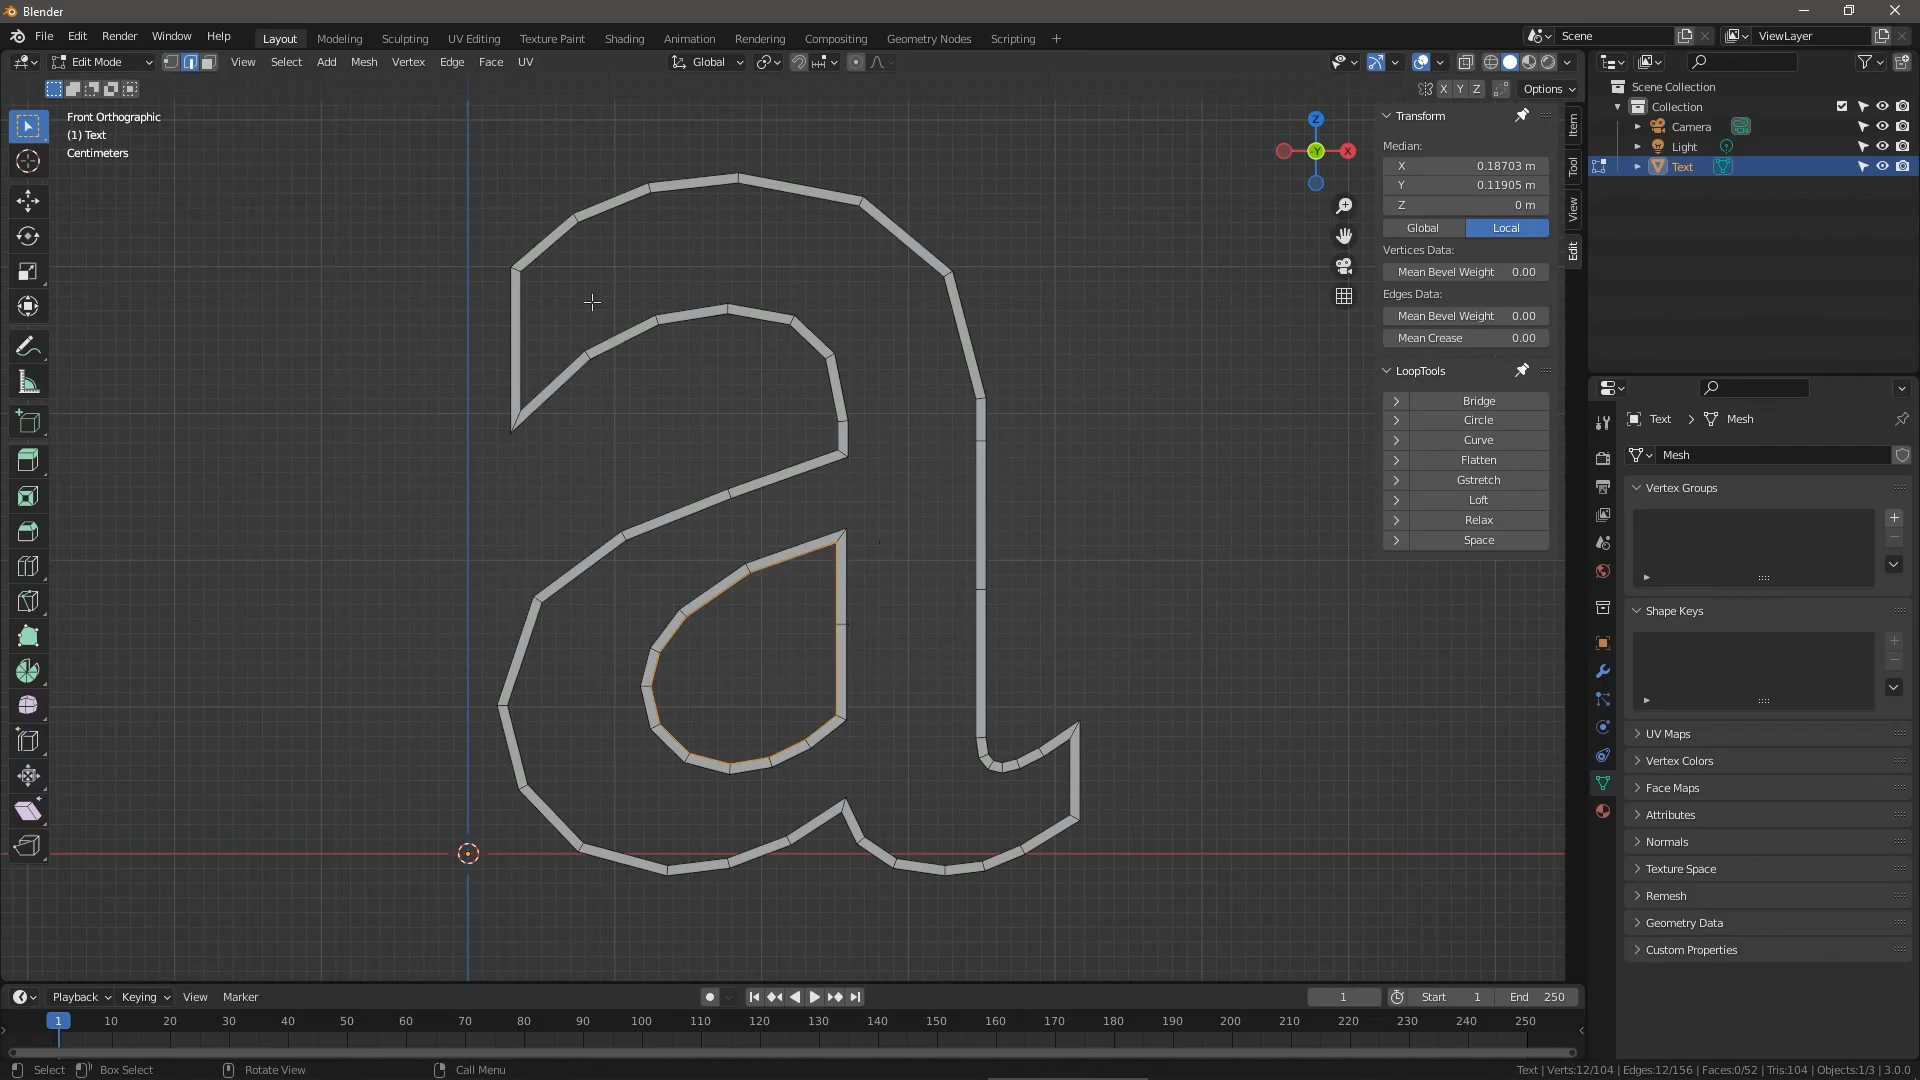 Blender
File Edit Render Window Help
Layout Modeling Sculpting UV Editing Texture Paint Shading Animation Rendering Compositing Geometry Nodes Scripting +
Scene
ViewLayer
Edit Mode
View Select Add Mesh Vertex Edge Face UV
Global
X Y Z
Options
Front Orthographic
(1) Text
Centimeters
Z
-Y
X
Transform
Median:
X 0.18703 m
Y 0.11905 m
Z 0 m
Global Local
Vertices Data:
Mean Bevel Weight 0.00
Edges Data:
Mean Bevel Weight 0.00
Mean Crease 0.00
LoopTools
Bridge
Circle
Curve
Flatten
Gstretch
Loft
Relax
Space
Item
Tool
View
Edit
Scene Collection
Collection
Camera
Light
Text
Text Mesh
Mesh
Vertex Groups
Shape Keys
UV Maps
Vertex Colors
Face Maps
Attributes
Normals
Texture Space
Remesh
Geometry Data
Custom Properties
a
Playback Keying View Marker
1 Start 1 End 250
1 10 20 30 40 50 60 70 80 90 100 110 120 130 140 150 160 170 180 190 200 210 220 230 240 250
Select Box Select Rotate View Call Menu
Text | Verts:12/104 | Edges:12/156 | Faces:0/52 | Tris:104 | Objects:1/3 | 3.0.0